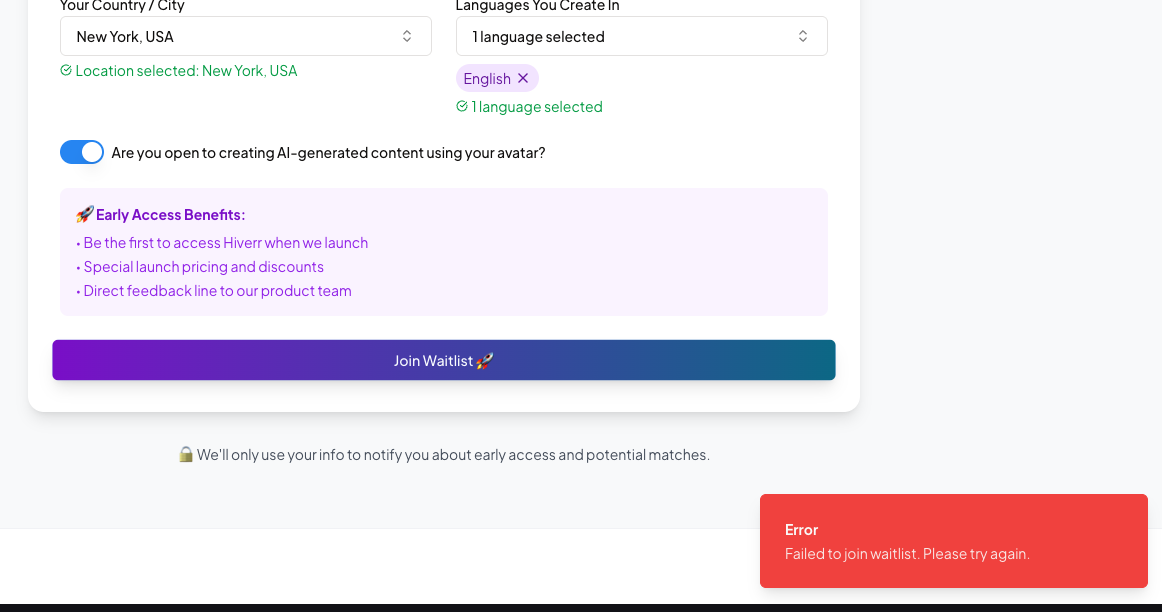 Your Country / City
Languages You Create In
New York, USA
1 language selected
Location selected: New York, USA
English
1 language selected
Are you open to creating AI-generated content using your avatar?
🚀 Early Access Benefits:
• Be the first to access Hiverr when we launch
• Special launch pricing and discounts
• Direct feedback line to our product team
Join Waitlist 🚀
🔒 We'll only use your info to notify you about early access and potential matches.
Error
Failed to join waitlist. Please try again.